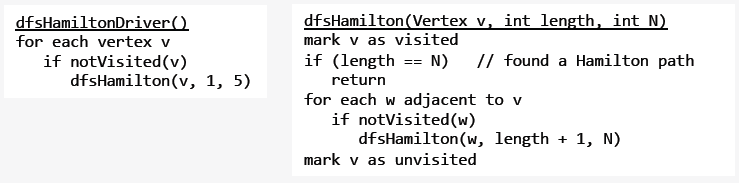 dfsHamiltonDriver()
for each vertex v
if notVisited(v)
dfsHamilton(v, 1, 5)
dfsHamilton(Vertex v, int length, int N)
mark v as visited
if (length == N) // found a Hamilton path
return
for each w adjacent to v
if notVisited(w)
dfsHamilton(w, length + 1, N)
mark v as unvisited